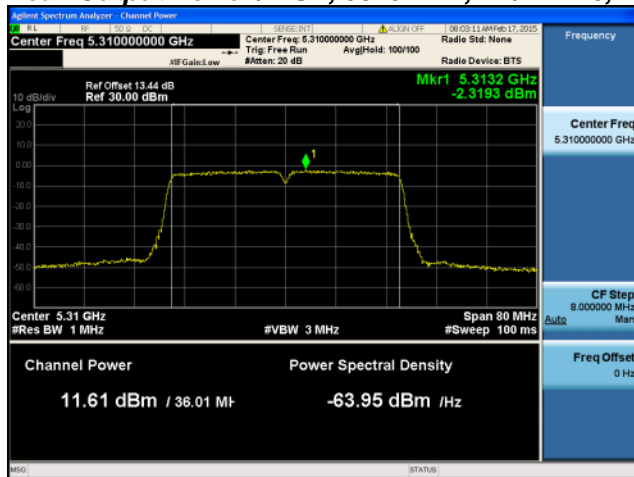 Agilent Spectrum Analyzer - Channel Power
RL RF 50 Ω DC SENSE:INT ALIGN OFF 08:03:11 AM Feb 17, 2015
Center Freq 5.310000000 GHz Center Freq: 5.310000000 GHz Radio Std: None Frequency
Trig: Free Run Avg|Hold: 100/100
#IFGain:Low #Atten: 20 dB Radio Device: BTS
Ref Offset 13.44 dB Mkr1 5.3132 GHz
10 dB/div Ref 30.00 dBm -2.3193 dBm
Log
20.0
Center Freq
5.310000000 GHz
10.0
0.00
1
-10.0
-20.0
-30.0
-40.0
-50.0
-60.0
Center 5.31 GHz Span 80 MHz
#Res BW 1 MHz #VBW 3 MHz #Sweep 100 ms
CF Step
8.000000 MHz
Auto Man
Channel Power Power Spectral Density
Freq Offset
0 Hz
11.61 dBm / 36.01 MH -63.95 dBm /Hz
MSG STATUS